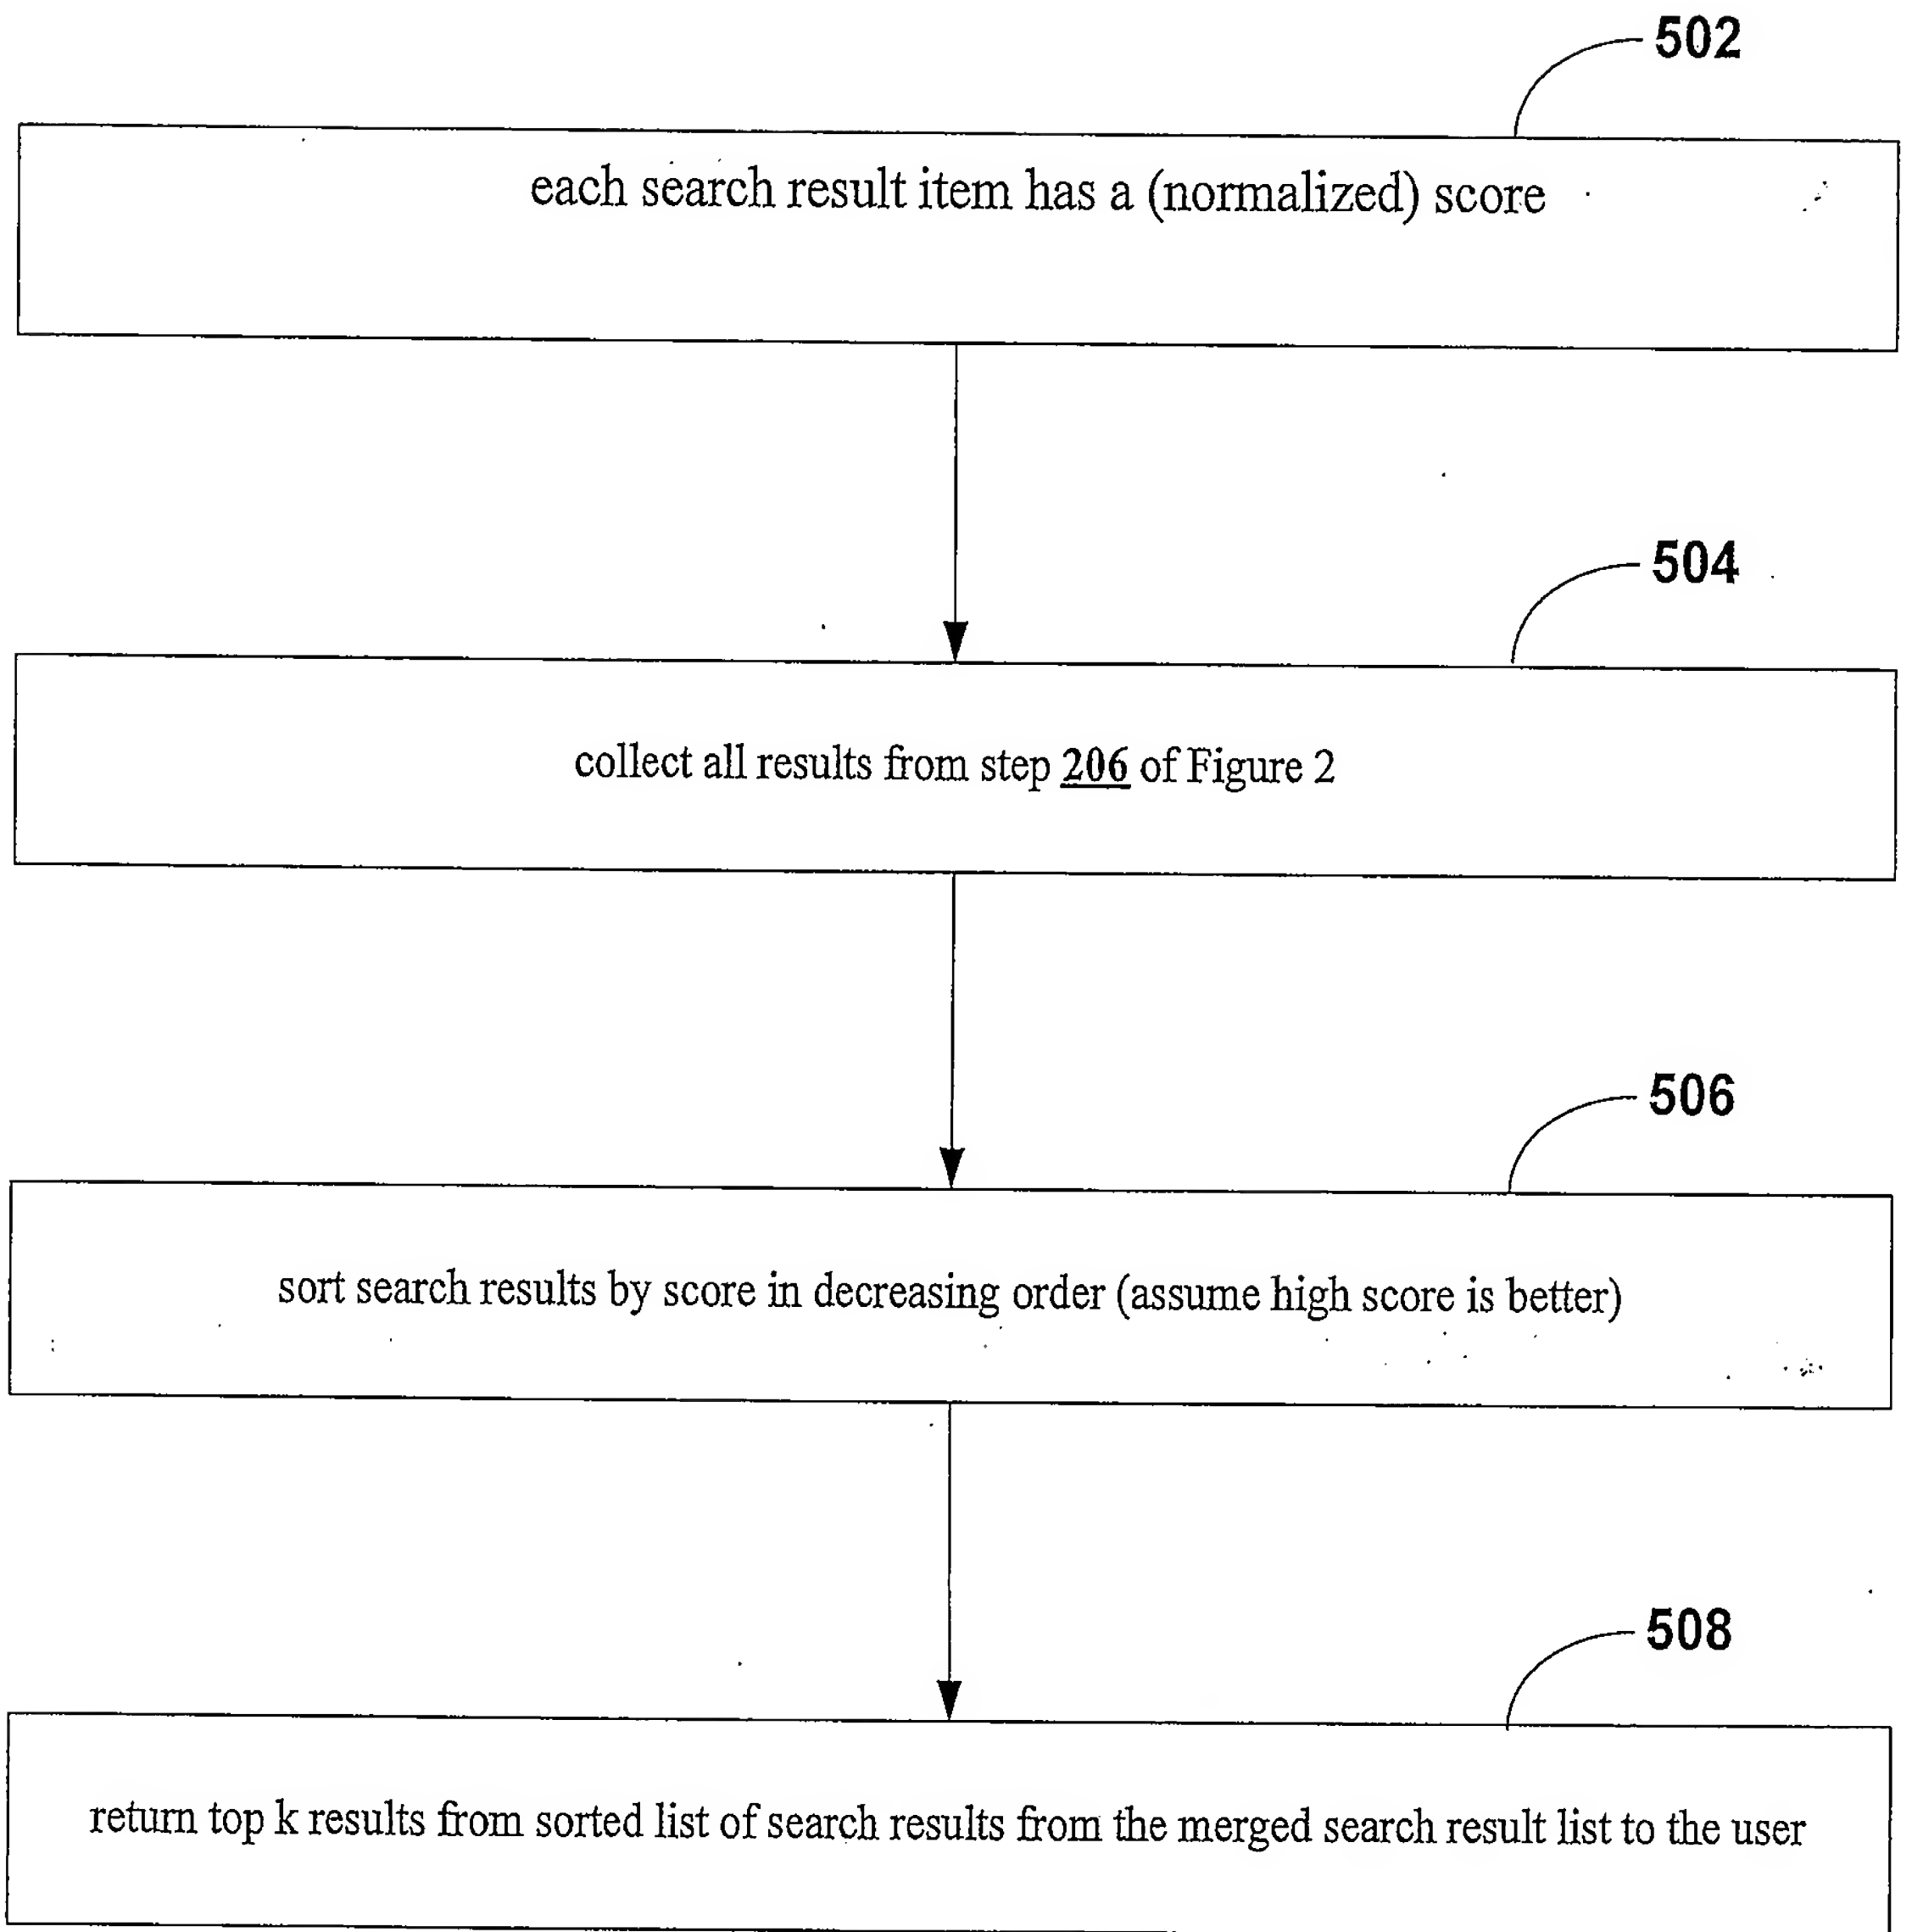 502
each search result item has a (normalized) score
504
collect all results from step 206 of Figure 2
506
sort search results by score in decreasing order (assume high score is better)
508
return top k results from sorted list of search results from the merged search result list to the user